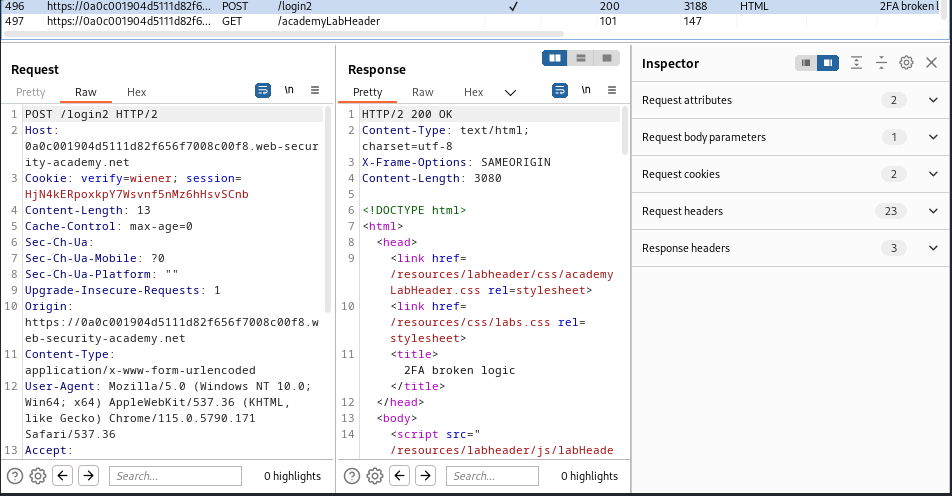 496 https://0a0c001904d5111d82f6... POST /login2 ✓ 200 3188 HTML 2FA broken l
497 https://0a0c001904d5111d82f6... GET /academyLabHeader 101 147
Request
Pretty Raw Hex \n
1 POST /login2 HTTP/2
2 Host:
0a0c001904d5111d82f656f7008c00f8.web-secur
ity-academy.net
3 Cookie: verify=wiener; session=
HjN4kERpoxkpY7Wsvnf5nMz6hHsvSCnb
4 Content-Length: 13
5 Cache-Control: max-age=0
6 Sec-Ch-Ua:
7 Sec-Ch-Ua-Mobile: ?0
8 Sec-Ch-Ua-Platform: ""
9 Upgrade-Insecure-Requests: 1
10 Origin:
https://0a0c001904d5111d82f656f7008c00f8.w
eb-security-academy.net
11 Content-Type:
application/x-www-form-urlencoded
12 User-Agent: Mozilla/5.0 (Windows NT 10.0;
Win64; x64) AppleWebKit/537.36 (KHTML,
like Gecko) Chrome/115.0.5790.171
Safari/537.36
13 Accept:
Search... 0 highlights
Response
Pretty Raw Hex \n
1 HTTP/2 200 OK
2 Content-Type: text/html;
charset=utf-8
3 X-Frame-Options: SAMEORIGIN
4 Content-Length: 3080
5
6 <!DOCTYPE html>
7 <html>
8 <head>
9 <link href=
/resources/labheader/css/academy
LabHeader.css rel=stylesheet>
10 <link href=
/resources/css/labs.css rel=
stylesheet>
11 <title>
2FA broken logic
</title>
12 </head>
13 <body>
14 <script src="
/resources/labheader/js/labHeade
Search... 0 highlights
Inspector
Request attributes 2
Request body parameters 1
Request cookies 2
Request headers 23
Response headers 3